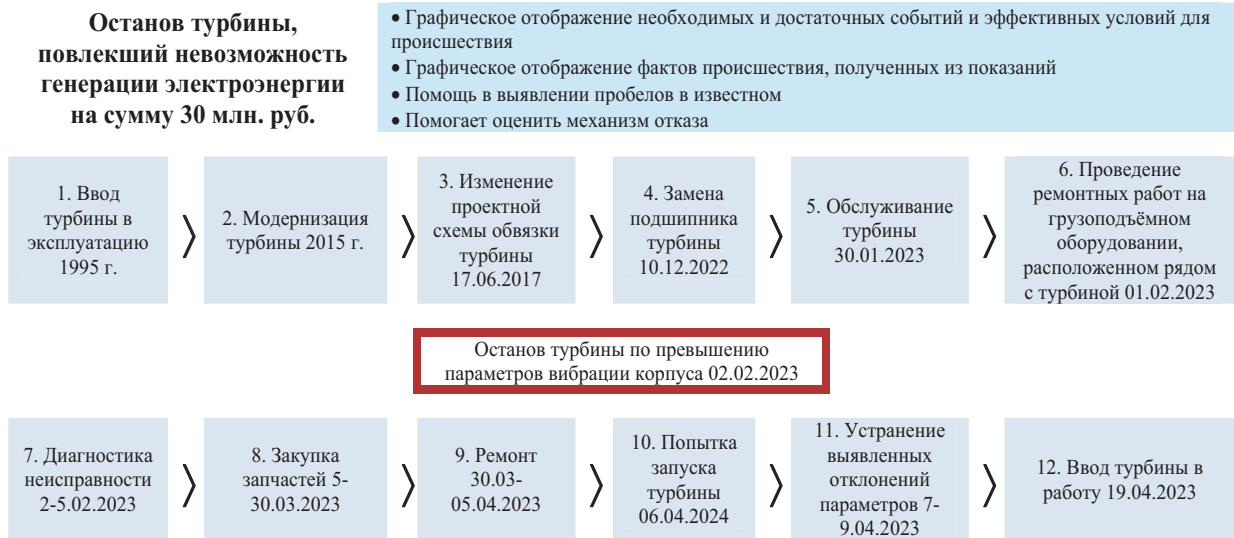 Останов турбины,
повлекший невозможность
генерации электроэнергии
на сумму 30 млн. руб.
• Графическое отображение необходимых и достаточных событий и эффективных условий для
происшествия
• Графическое отображение фактов происшествия, полученных из показаний
• Помощь в выявлении пробелов в известном
• Помогает оценить механизм отказа
1. Ввод
турбины в
эксплуатацию
1995 г.
2. Модернизация
турбины 2015 г.
3. Изменение
проектной
схемы обвязки
турбины
17.06.2017
4. Замена
подшипника
турбины
10.12.2022
5. Обслуживание
турбины
30.01.2023
6. Проведение
ремонтных работ на
грузоподъёмном
оборудовании,
расположенном рядом
с турбиной 01.02.2023
Останов турбины по превышению
параметров вибрации корпуса 02.02.2023
7. Диагностика
неисправности
2-5.02.2023
8. Закупка
запчастей 5-
30.03.2023
9. Ремонт
30.03-
05.04.2023
10. Попытка
запуска
турбины
06.04.2024
11. Устранение
выявленных
отклонений
параметров 7-
9.04.2023
12. Ввод турбины в
работу 19.04.2023